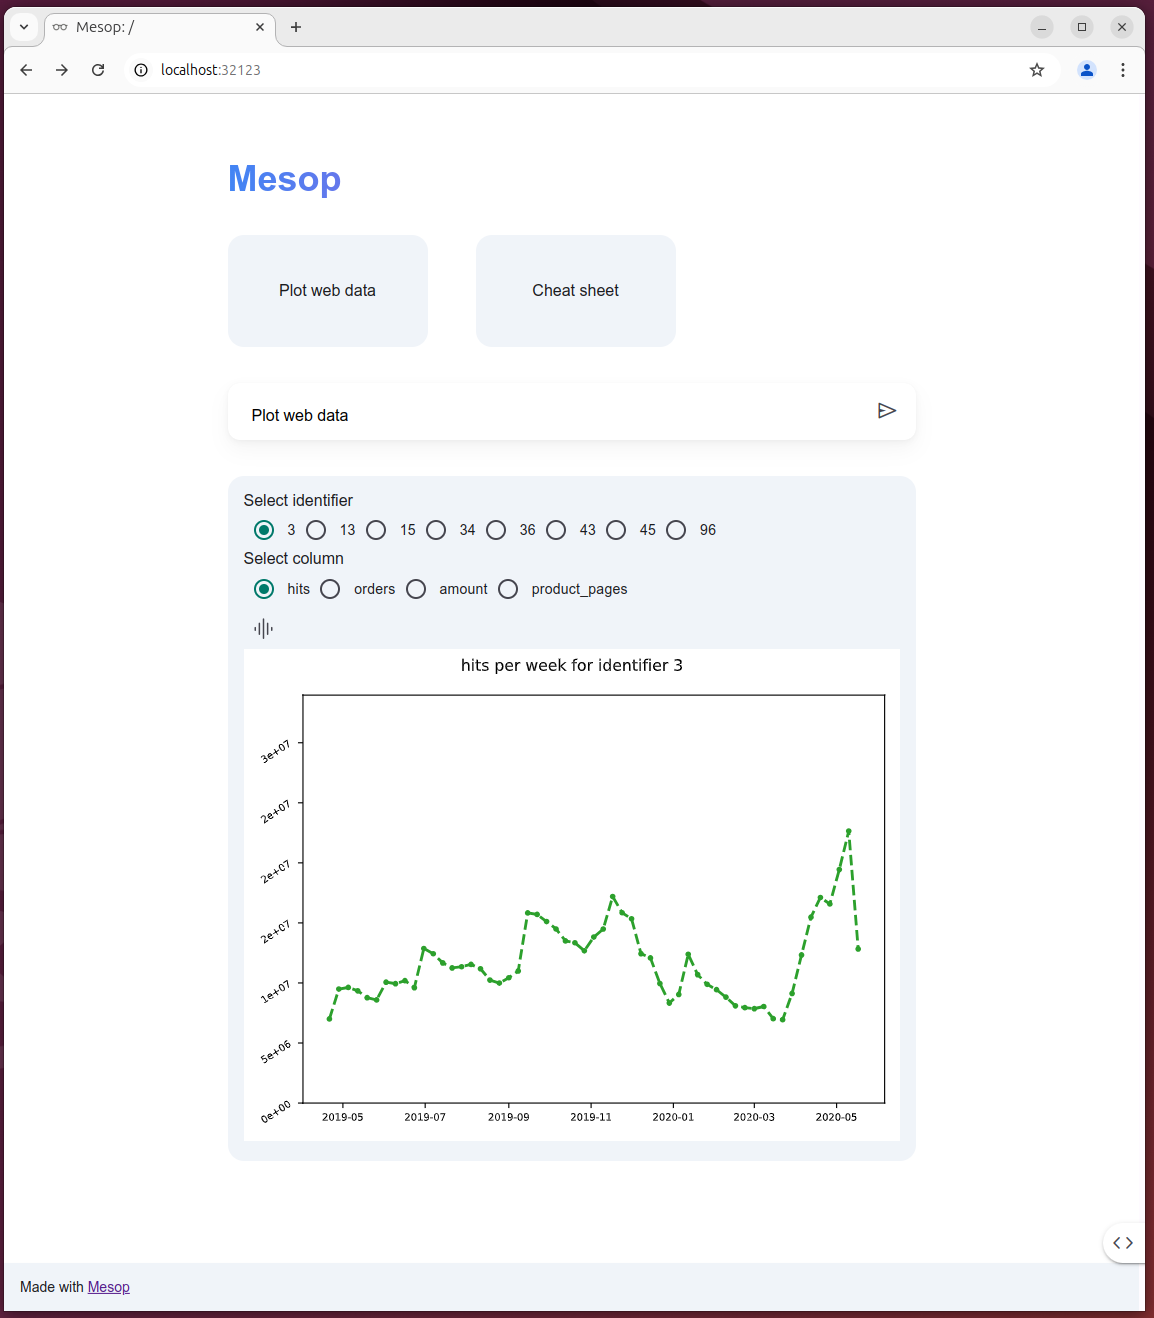 Mesop: /
localhost:32123
Mesop
Plot web data
Cheat sheet
Plot web data
Select identifier
3 13 15 34 36 43 45 96
Select column
hits orders amount product_pages
hits per week for identifier 3
3e+07
2e+07
2e+07
2e+07
1e+07
5e+06
0e+00
2019-05 2019-07 2019-09 2019-11 2020-01 2020-03 2020-05
Made with Mesop